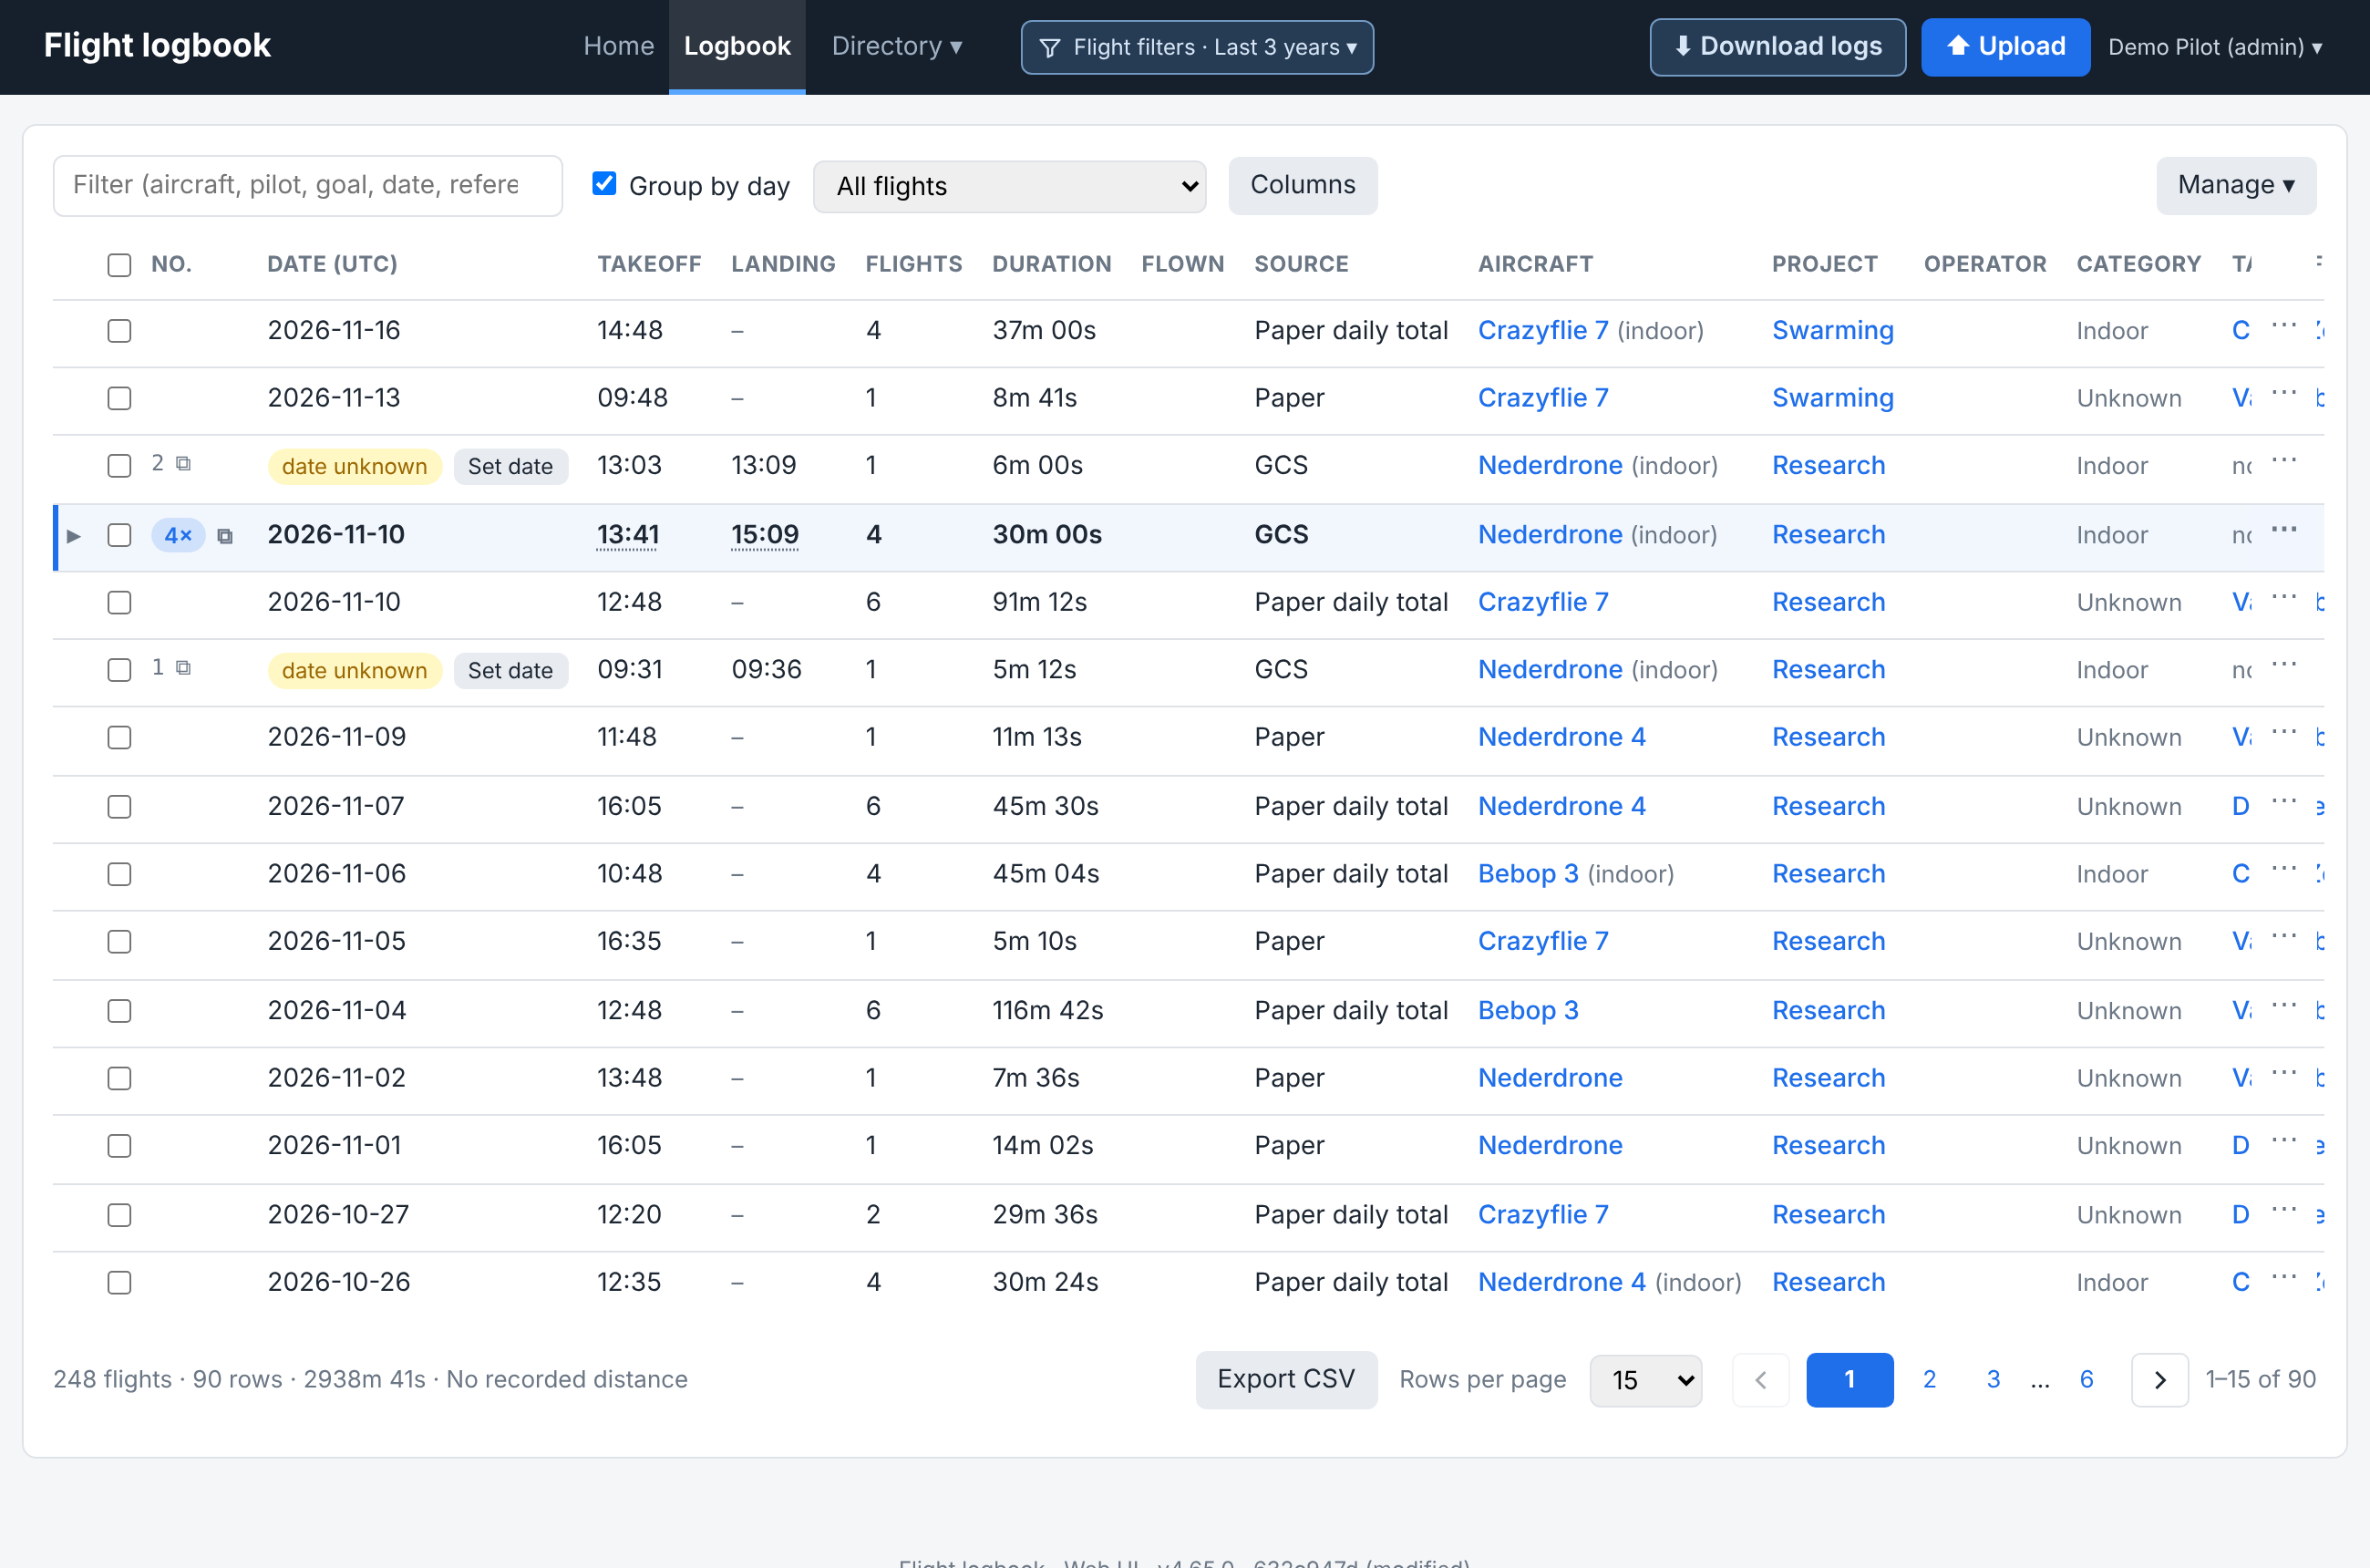 Flight logbook Home Logbook Directory ▾ Flight filters · Last 3 years ▾ ⬇ Download logs ⬆ Upload Demo Pilot (admin) ▾
Filter (aircraft, pilot, goal, date, refere Group by day All flights Columns Manage ▾
NO. DATE (UTC) TAKEOFF LANDING FLIGHTS DURATION FLOWN SOURCE AIRCRAFT PROJECT OPERATOR CATEGORY
2026-11-16 14:48 – 4 37m 00s Paper daily total Crazyflie 7 (indoor) Swarming Indoor C ...
2026-11-13 09:48 – 1 8m 41s Paper Crazyflie 7 Swarming Unknown ...
2 date unknown Set date 13:03 13:09 1 6m 00s GCS Nederdrone (indoor) Research Indoor ...
▶ 4× 2026-11-10 13:41 15:09 4 30m 00s GCS Nederdrone (indoor) Research Indoor ...
2026-11-10 12:48 – 6 91m 12s Paper daily total Crazyflie 7 Research Unknown ...
1 date unknown Set date 09:31 09:36 1 5m 12s GCS Nederdrone (indoor) Research Indoor ...
2026-11-09 11:48 – 1 11m 13s Paper Nederdrone 4 Research Unknown ...
2026-11-07 16:05 – 6 45m 30s Paper daily total Nederdrone 4 Research Unknown D ...
2026-11-06 10:48 – 4 45m 04s Paper daily total Bebop 3 (indoor) Research Indoor C ...
2026-11-05 16:35 – 1 5m 10s Paper Crazyflie 7 Research Unknown ...
2026-11-04 12:48 – 6 116m 42s Paper daily total Bebop 3 Research Unknown ...
2026-11-02 13:48 – 1 7m 36s Paper Nederdrone Research Unknown ...
2026-11-01 16:05 – 1 14m 02s Paper Nederdrone Research Unknown D ...
2026-10-27 12:20 – 2 29m 36s Paper daily total Crazyflie 7 Research Unknown D ...
2026-10-26 12:35 – 4 30m 24s Paper daily total Nederdrone 4 (indoor) Research Indoor C ...
248 flights · 90 rows · 2938m 41s · No recorded distance Export CSV Rows per page 15 1 2 3 ... 6 1–15 of 90